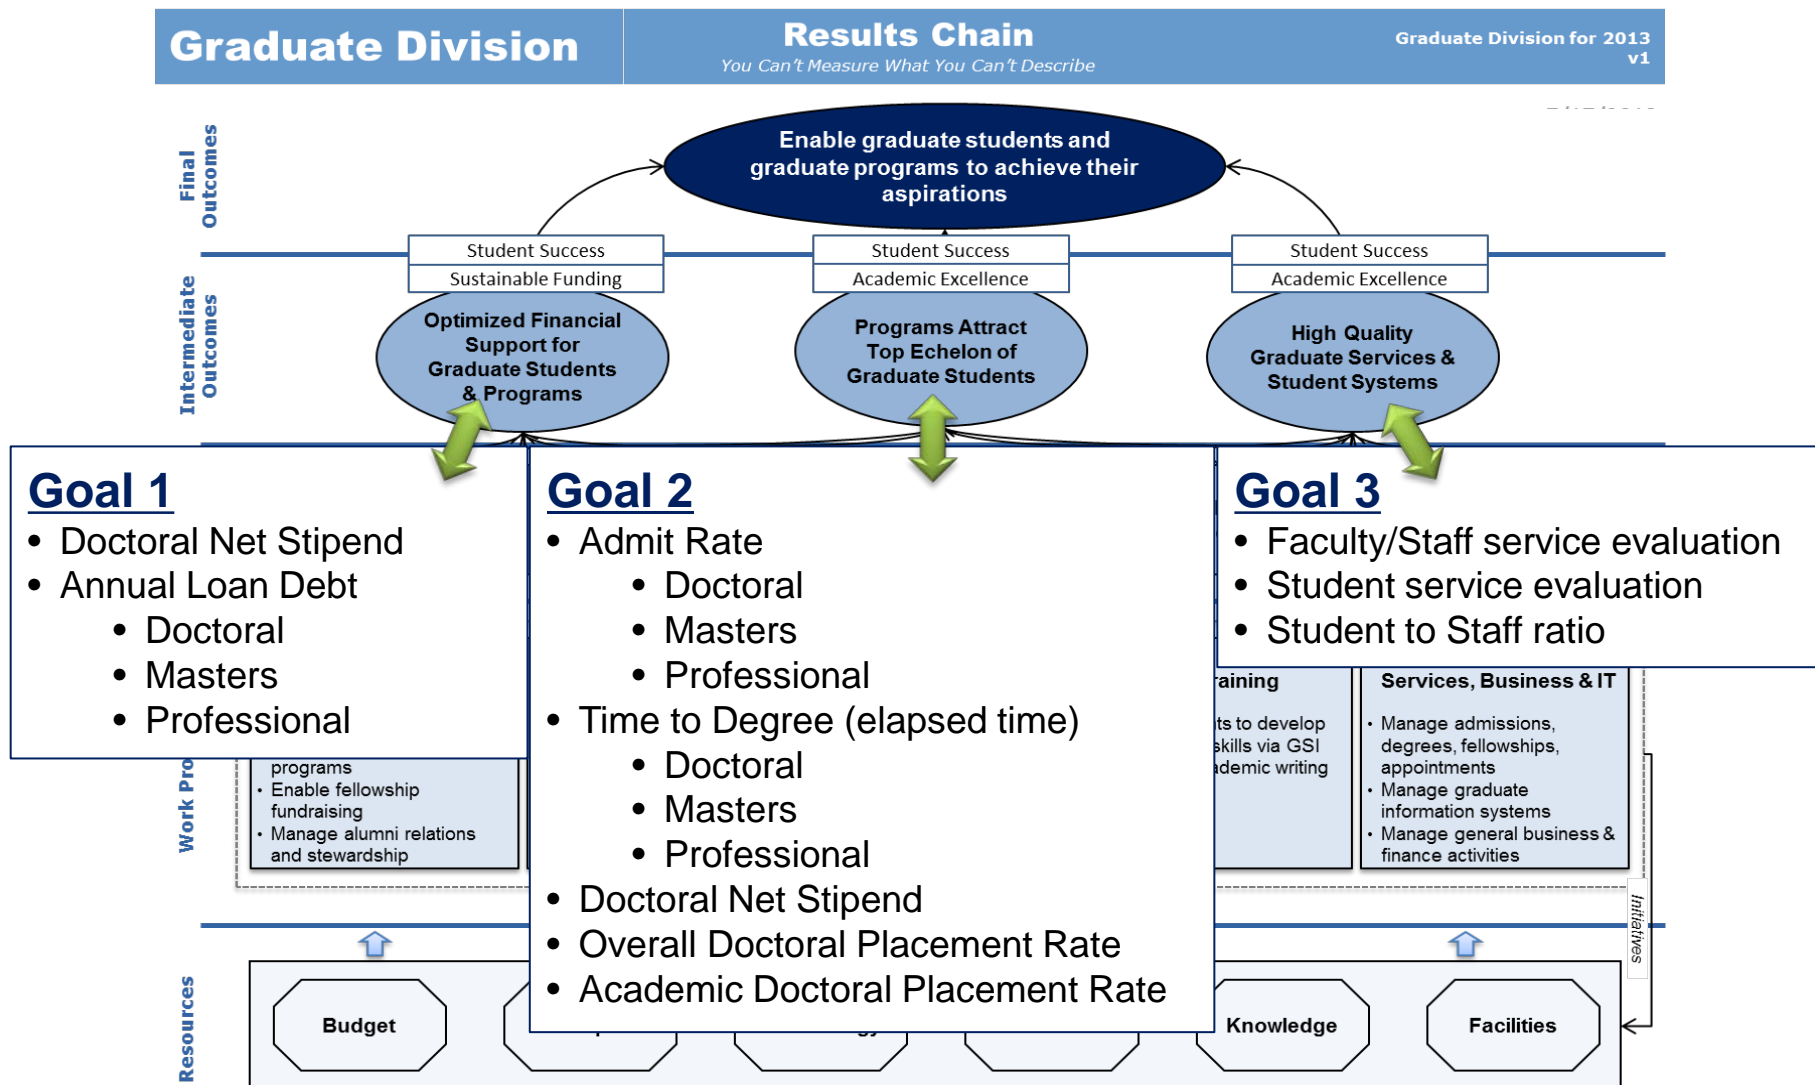 Graduate Division
Results Chain
You Can't Measure What You Can't Describe
Graduate Division for 2013
v1
Final
Outcomes
Enable graduate students and
graduate programs to achieve their
aspirations
Student Success
Sustainable Funding
Student Success
Academic Excellence
Student Success
Academic Excellence
Intermediate
Outcomes
Optimized Financial
Support for
Graduate Students
& Programs
Programs Attract
Top Echelon of
Graduate Students
High Quality
Graduate Services &
Student Systems
Goal 1
• Doctoral Net Stipend
• Annual Loan Debt
• Doctoral
• Masters
• Professional
Goal 2
• Admit Rate
• Doctoral
• Masters
• Professional
• Time to Degree (elapsed time)
• Doctoral
• Masters
• Professional
• Doctoral Net Stipend
• Overall Doctoral Placement Rate
• Academic Doctoral Placement Rate
Goal 3
• Faculty/Staff service evaluation
• Student service evaluation
• Student to Staff ratio
Work
programs
• Enable fellowship
fundraising
• Manage alumni relations
and stewardship
to develop
skills via GSI
writing
Services, Business & IT
• Manage admissions,
degrees, fellowships,
appointments
• Manage graduate
information systems
• Manage general business &
finance activities
Initiatives
Resources
Budget
Knowledge
Facilities